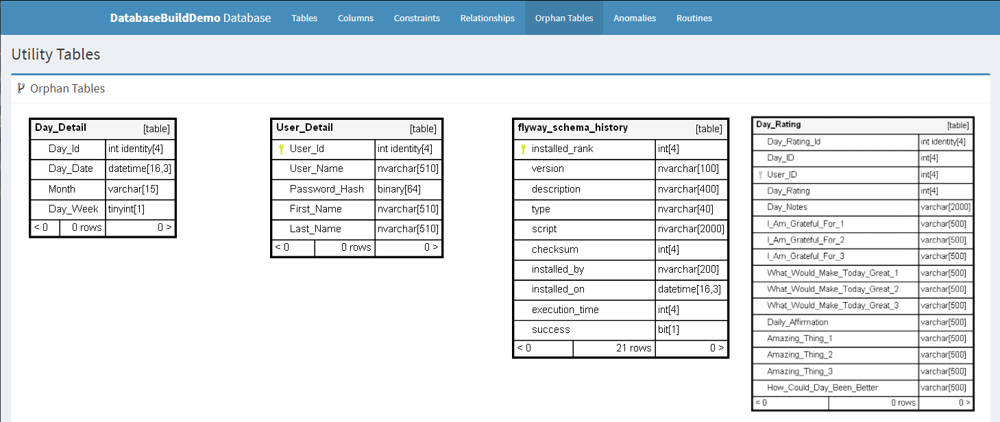 DatabaseBuildDemo Database Tables Columns Constraints Relationships Orphan Tables Anomalies Routines
Utility Tables
Orphan Tables
Day_Detail [table]
Day_Id int identity[4]
Day_Date datetime[16,3]
Month varchar[15]
Day_Week tinyint[1]
< 0 0 rows 0 >
User_Detail [table]
User_Id int identity[4]
User_Name nvarchar[510]
Password_Hash binary[64]
First_Name nvarchar[510]
Last_Name nvarchar[510]
< 0 0 rows 0 >
flyway_schema_history [table]
installed_rank int[4]
version nvarchar[100]
description nvarchar[400]
type nvarchar[40]
script nvarchar[2000]
checksum int[4]
installed_by nvarchar[200]
installed_on datetime[16,3]
execution_time int[4]
success bit[1]
< 0 21 rows 0 >
Day_Rating [table]
Day_Rating_Id int identity[4]
Day_ID int[4]
User_ID int[4]
Day_Rating int[4]
Day_Notes varchar[2000]
I_Am_Grateful_For_1 varchar[500]
I_Am_Grateful_For_2 varchar[500]
I_Am_Grateful_For_3 varchar[500]
What_Would_Make_Today_Great_1 varchar[500]
What_Would_Make_Today_Great_2 varchar[500]
What_Would_Make_Today_Great_3 varchar[500]
Daily_Affirmation varchar[500]
Amazing_Thing_1 varchar[500]
Amazing_Thing_2 varchar[500]
Amazing_Thing_3 varchar[500]
How_Could_Day_Been_Better varchar[500]
< 0 0 rows 0 >